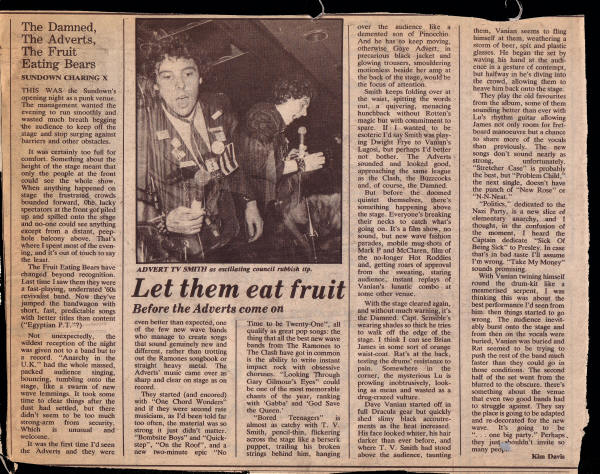 The Damned,
The Adverts,
The Fruit
Eating Bears
SUNDOWN CHARING X
THIS WAS the Sundown's
opening night as a punk venue.
The management wanted the
evening to run smoothly and
wasted much breath begging
the audience to keep off the
stage and stop surging against
barriers and other obstacles.
It was certainly too full for
comfort. Something about the
height of the stage meant that
only the people at the front
could see the whole show.
When anything happened on
stage the frustrated crowd
bounded forward, the lucky
spectators at the front got piled
up and spilled onto the stage
and no-one could see anything
except from a distant, peep-
hole balcony above. That's
where I spent most of the even-
ing, and it's out of touch to say
the least.
The Fruit Eating Bears have
changed beyond recognition.
Last time I saw them they were
a fast-playing, underrated '50s
revivalist band. Now they've
jumped the bandwagon with
short, fast, predictable songs
with better titles than content
("Egyptian P.T."?)
Not unexpectedly, the
wildest reception of the night
was given not to a band but to
a record. "Anarchy in the
U.K." had the whole massed,
packed audience singing,
bouncing, tumbling onto the
stage, like a swarm of new
wave lemmings. It took some
time to clear things after the
dust had settled, but there
didn't seem to be too much
strong-arm from security.
Which is unusual and
welcome.
It was the first time I'd seen
the Adverts and they were
ADVERT TV SMITH as oscillating council rubbish tip.
Let them eat fruit
Before the Adverts come on
even better than expected, one
of the few new wave bands
who manage to create songs
that sound genuinely new and
different, rather than trotting
out the Ramones songbook or
straight heavy metal. The
Adverts' music came over as
sharp and clear on stage as on
record.
They started (and encored)
with "One Chord Wonders"
and if they were second rate
musicians, as I'd been told far
too often, the material was so
strong it just didn't matter.
"Bombsite Boys" and "Quick-
step", "On the Roof", and a
new two-minute epic "No
Time to be Twenty-One", all
qualify as great pop songs: the
thing that all the best new wave
bands from The Ramones to
The Clash have got in common
is the ability to write instant
impact rock with obsessive
choruses. "Looking Through
Gary Gilmour's Eyes" could
be one of the most memorable
chants of the year, ranking
with 'Gabba' and 'God Save
the Queen.'
"Bored Teenagers" is
almost as catchy with T. V.
Smith, pencil-thin, flickering
across the stage like a berserk
puppet, trailing his broken
strings behind him, hanging
over the audience like a
demented son of Pinocchio.
And he has to keep moving,
otherwise Gaye Advert, in
precarious black jacket and
glowing trousers, smouldering
motionless beside her amp at
the back of the stage, would be
the focus of attention.
Smith keeps folding over at
the waist, spitting the words
out, a quivering, menacing
hunchback without Rotten's
magic but with commitment to
spare. If I wanted to be
esoteric I'd say Smith was play-
ing Dwight Frye to Vanian's
Lugosi, but perhaps I'd better
not bother. The Adverts
sounded and looked good,
approaching the same league
as the Clash, the Buzzcocks
and, of course, the Damned.
But before the doomed
quintet themselves, there's
something happening above
the stage. Everyone's breaking
their necks to catch what's
going on. It's a film show, no
sound, but new wave fashion
parades, mobile mug-shots of
Mark P and McClaren, film of
the no-longer Hot Roddies
and, getting roars of approval
from the sweating, staring
audience, instant replays of
Vanian's lunatic combo at
some other venue.
With the stage cleared again,
and without much warning, it's
the Damned. Capt. Sensible's
wearing shades so thick he tries
to walk off the edge of the
stage. I think I can see Brian
James in some sort of orange
waist-coat. Rat's at the back,
testing the drums' resistance to
pain. Somewhere in the
corner, the mysterious Lu is
prowling unobtrusively, look-
ing as mean and wasted as a
drug-crazed vulture.
Dave Vanian started off in
full Dracula gear but quickly
shed slimy black accoutre-
ments as the heat increased.
His face looked whiter, his hair
darker than ever before, and
where T. V. Smith had stood
above the audience, taunting
them, Vanian seems to fling
himself at them, weathering a
storm of beer, spit and plastic
glasses. He began the set by
waving his hand at the audi-
ence in a gesture of contempt,
but halfway in he's diving into
the crowd, allowing them to
heave him back onto the stage.
They play the old favourites
from the album, some of them
sounding better than ever with
Lu's rhythm guitar allowing
James not only room for fret-
board manoeuvre but a chance
to share more of the vocals
than previously. The new
songs don't sound nearly as
strong, unfortunately.
"Stretcher Case" is probably
the best, but "Problem Child,"
the next single, doesn't have
the punch of "New Rose" or
"N-N-Neat."
"Politics," dedicated to the
Nazi Party, is a new slice of
elementary anarchy, and I
thought, in the confusion of
the moment, I heard the
Captain dedicate "Sick Of
Being Sick" to Presley. In case
that's in bad taste I'll assume
I'm wrong. "Take My Money"
sounds promising.
With Vanian twining himself
round the drum-kit like a
mesmerised serpent, I was
thinking this was about the
best performance I'd seen from
him: then things started to go
wrong. The audience inevit-
ably burst onto the stage and
from then on the vocals were
buried, Vanian was buried and
Rat seemed to be trying to
push the rest of the band much
faster than they could go in
those conditions. The second
half of the set went from the
blurred to the obscure. there's
something about the venue
that even two good bands had
to struggle against. They say
the place is going to be adapted
and re-decorated for the new
wave. "It's going to be
'. . . one big party." Perhaps,
they just shouldn't invite so
many people.
Kim Davis